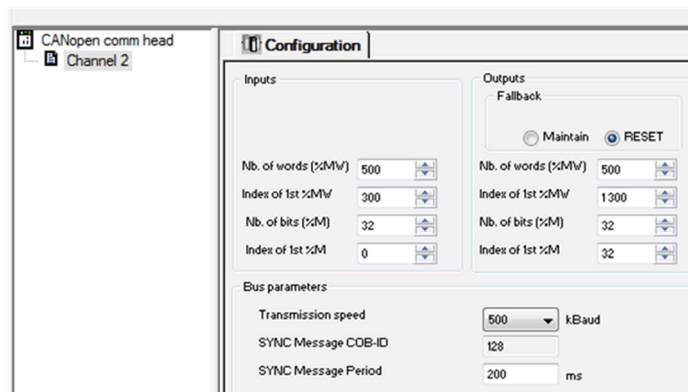 CANopen comm head
Channel 2
Configuration
Inputs
Nb. of words (%MW) 500
Index of 1st %MW 300
Nb. of bits (%M) 32
Index of 1st %M 0
Outputs
Fallback
Maintain RESET
Nb. of words (%MW) 500
Index of 1st %MW 1300
Nb. of bits (%M) 32
Index of 1st %M 32
Bus parameters
Transmission speed 500 kBaud
SYNC Message COB-ID 128
SYNC Message Period 200 ms